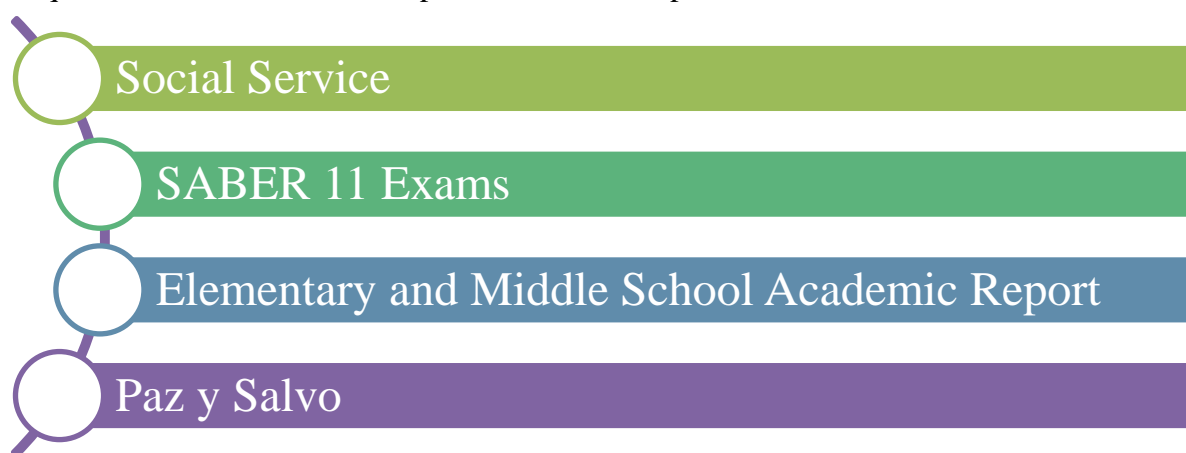 Social Service
SABER 11 Exams
Elementary and Middle School Academic Report
Paz y Salvo